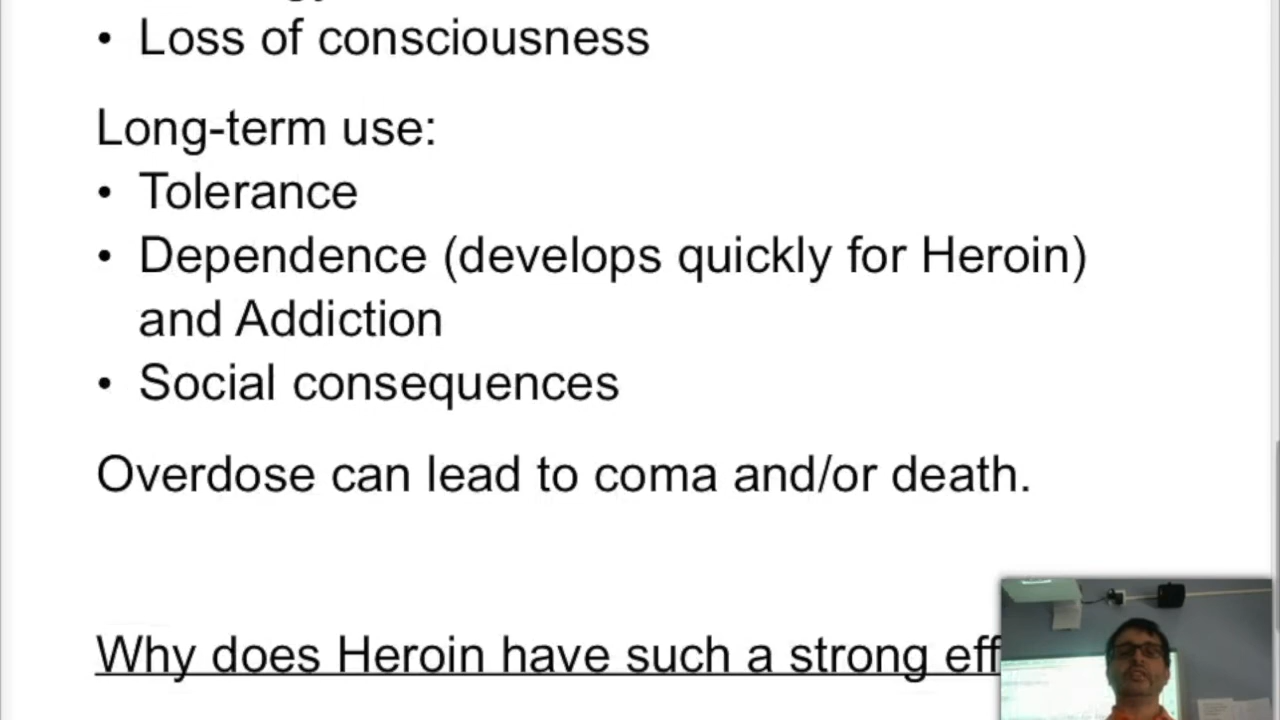 • Loss of consciousness
Long-term use:
• Tolerance
• Dependence (develops quickly for Heroin)
and Addiction
• Social consequences
Overdose can lead to coma and/or death.
Why does Heroin have such a strong